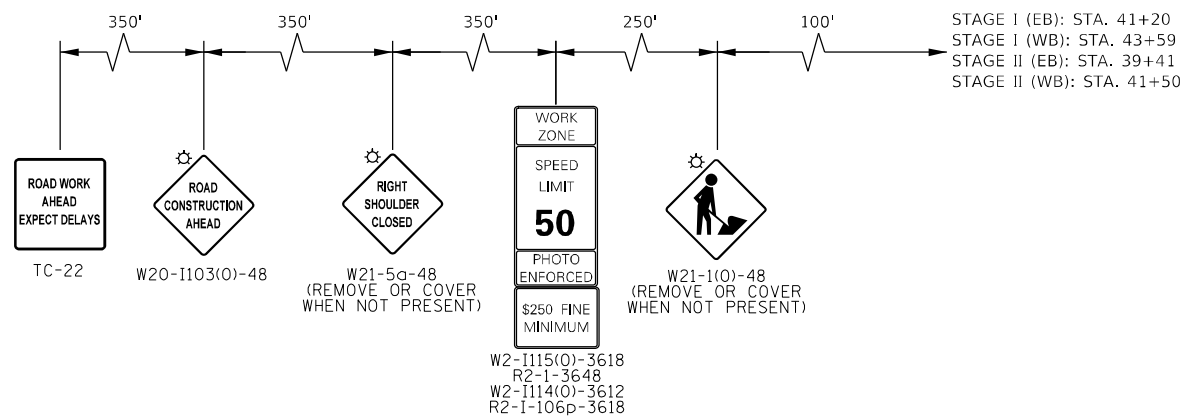 350'
350'
350'
250'
100'
STAGE I (EB): STA. 41+20
STAGE I (WB): STA. 43+59
STAGE II (EB): STA. 39+41
STAGE II (WB): STA. 41+50
ROAD WORK
AHEAD
EXPECT DELAYS
TC-22
ROAD
CONSTRUCTION
AHEAD
W20-I103(O)-48
RIGHT
SHOULDER
CLOSED
W21-5a-48
(REMOVE OR COVER
WHEN NOT PRESENT)
WORK
ZONE
SPEED
LIMIT
50
PHOTO
ENFORCED
$250 FINE
MINIMUM
W2-I115(O)-3618
R2-1-3648
W2-I114(O)-3612
R2-I-106p-3618
W21-1(O)-48
(REMOVE OR COVER
WHEN NOT PRESENT)